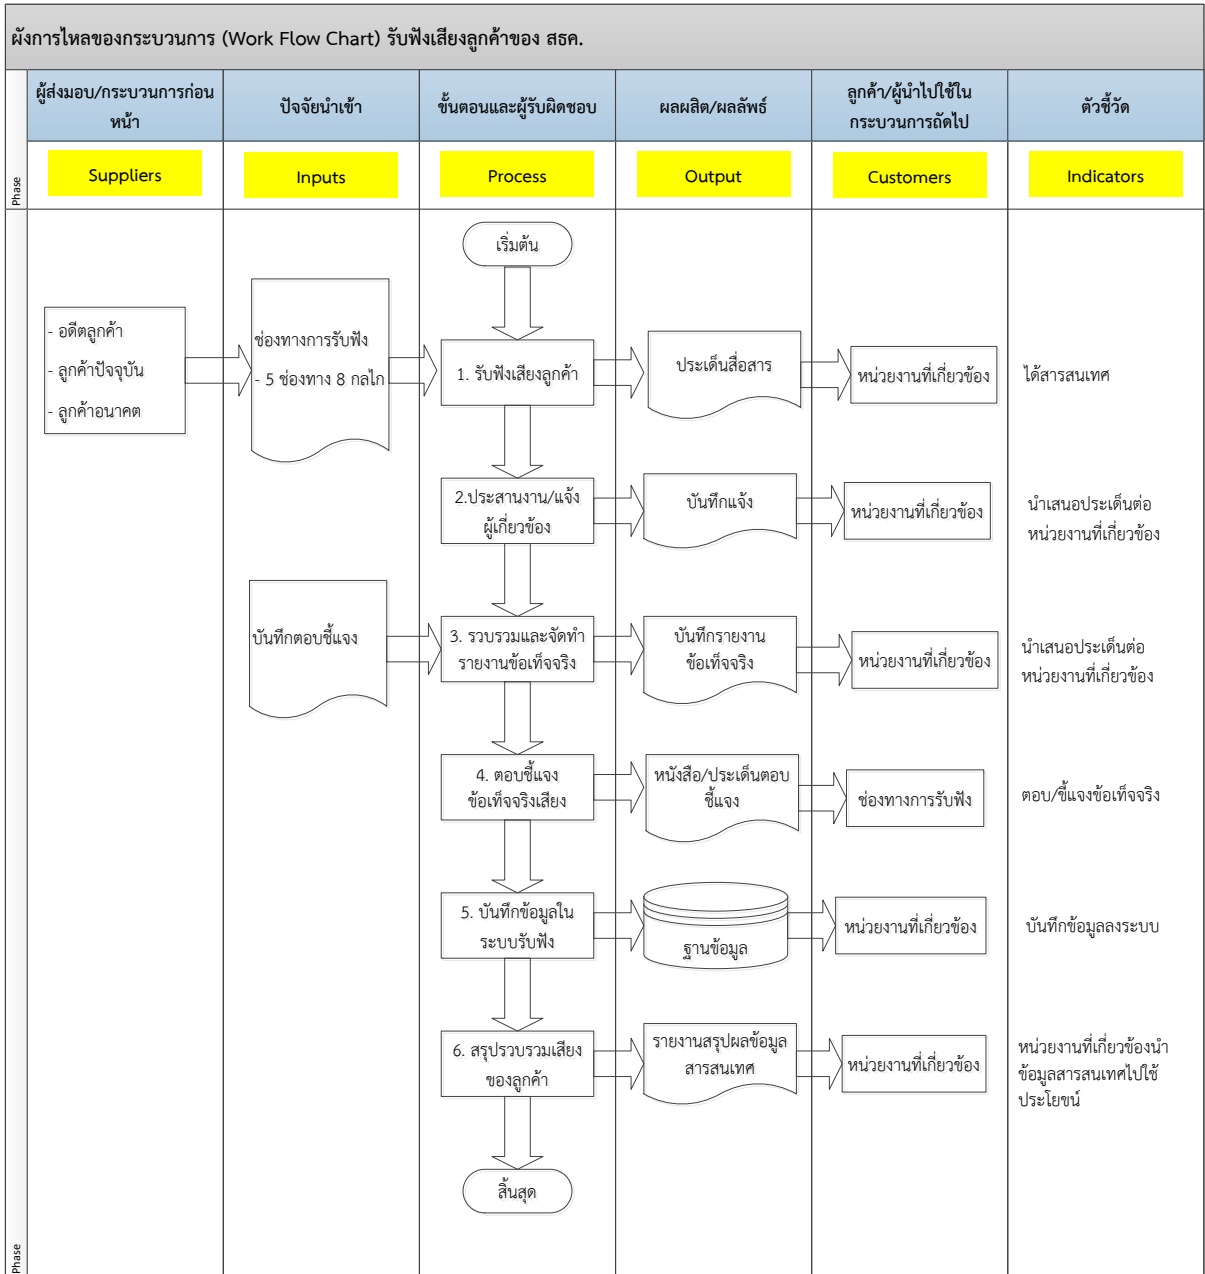 ผังการไหลของกระบวนการ (Work Flow Chart) รับฟังเสียงลูกค้าของ สธค.
ผู้ส่งมอบ/กระบวนการก่อน
หน้า
ปัจจัยนำเข้า
ขั้นตอนและผู้รับผิดชอบ
ผลผลิต/ผลลัพธ์
ลูกค้า/ผู้นำไปใช้ใน
กระบวนการถัดไป
ตัวชี้วัด
Phase
Suppliers
Inputs
Process
Output
Customers
Indicators
เริ่มต้น
- อดีตลูกค้า
- ลูกค้าปัจจุบัน
- ลูกค้าอนาคต
ช่องทางการรับฟัง
- 5 ช่องทาง 8 กลไก
1. รับฟังเสียงลูกค้า
ประเด็นสื่อสาร
หน่วยงานที่เกี่ยวข้อง
ได้สารสนเทศ
2.ประสานงาน/แจ้ง
ผู้เกี่ยวข้อง
บันทึกแจ้ง
หน่วยงานที่เกี่ยวข้อง
นำเสนอประเด็นต่อ
หน่วยงานที่เกี่ยวข้อง
บันทึกตอบชี้แจง
3. รวบรวมและจัดทำ
รายงานข้อเท็จจริง
บันทึกรายงาน
ข้อเท็จจริง
หน่วยงานที่เกี่ยวข้อง
นำเสนอประเด็นต่อ
หน่วยงานที่เกี่ยวข้อง
4. ตอบชี้แจง
ข้อเท็จจริงเสียง
หนังสือ/ประเด็นตอบ
ชี้แจง
ช่องทางการรับฟัง
ตอบ/ชี้แจงข้อเท็จจริง
5. บันทึกข้อมูลใน
ระบบรับฟัง
ฐานข้อมูล
หน่วยงานที่เกี่ยวข้อง
บันทึกข้อมูลลงระบบ
6. สรุปรวบรวมเสียง
ของลูกค้า
รายงานสรุปผลข้อมูล
สารสนเทศ
หน่วยงานที่เกี่ยวข้อง
หน่วยงานที่เกี่ยวข้องนำ
ข้อมูลสารสนเทศไปใช้
ประโยชน์
สิ้นสุด
Phase